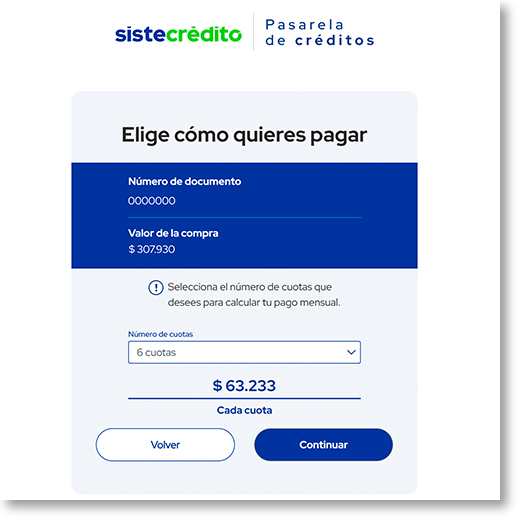 sistecrédito
Pasarela
de créditos
Elige cómo quieres pagar
Número de documento
0000000
Valor de la compra
$ 307.930
! Selecciona el número de cuotas que
desees para calcular tu pago mensual.
Número de cuotas
6 cuotas
$ 63.233
Cada cuota
Volver
Continuar